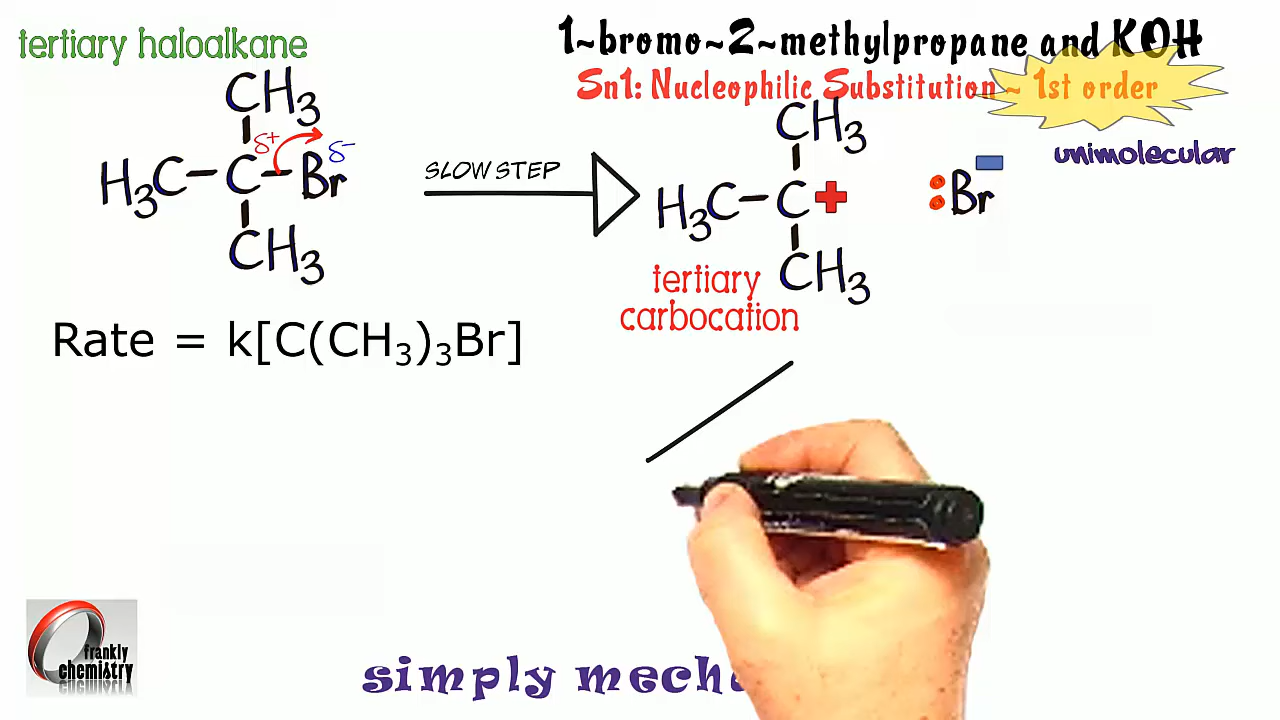 tertiary haloalkane
1~bromo~2~methylpropane and KOH
Sn1: Nucleophilic Substitution ~ 1st order
unimolecular
CH3
δ+
δ-
H3C
C
Br
CH3
SLOW STEP
CH3
H3C
C
+
:Br
-
CH3
tertiary
carbocation
Rate = k[C(CH3)3Br]
frankly
chemistry
simply mech